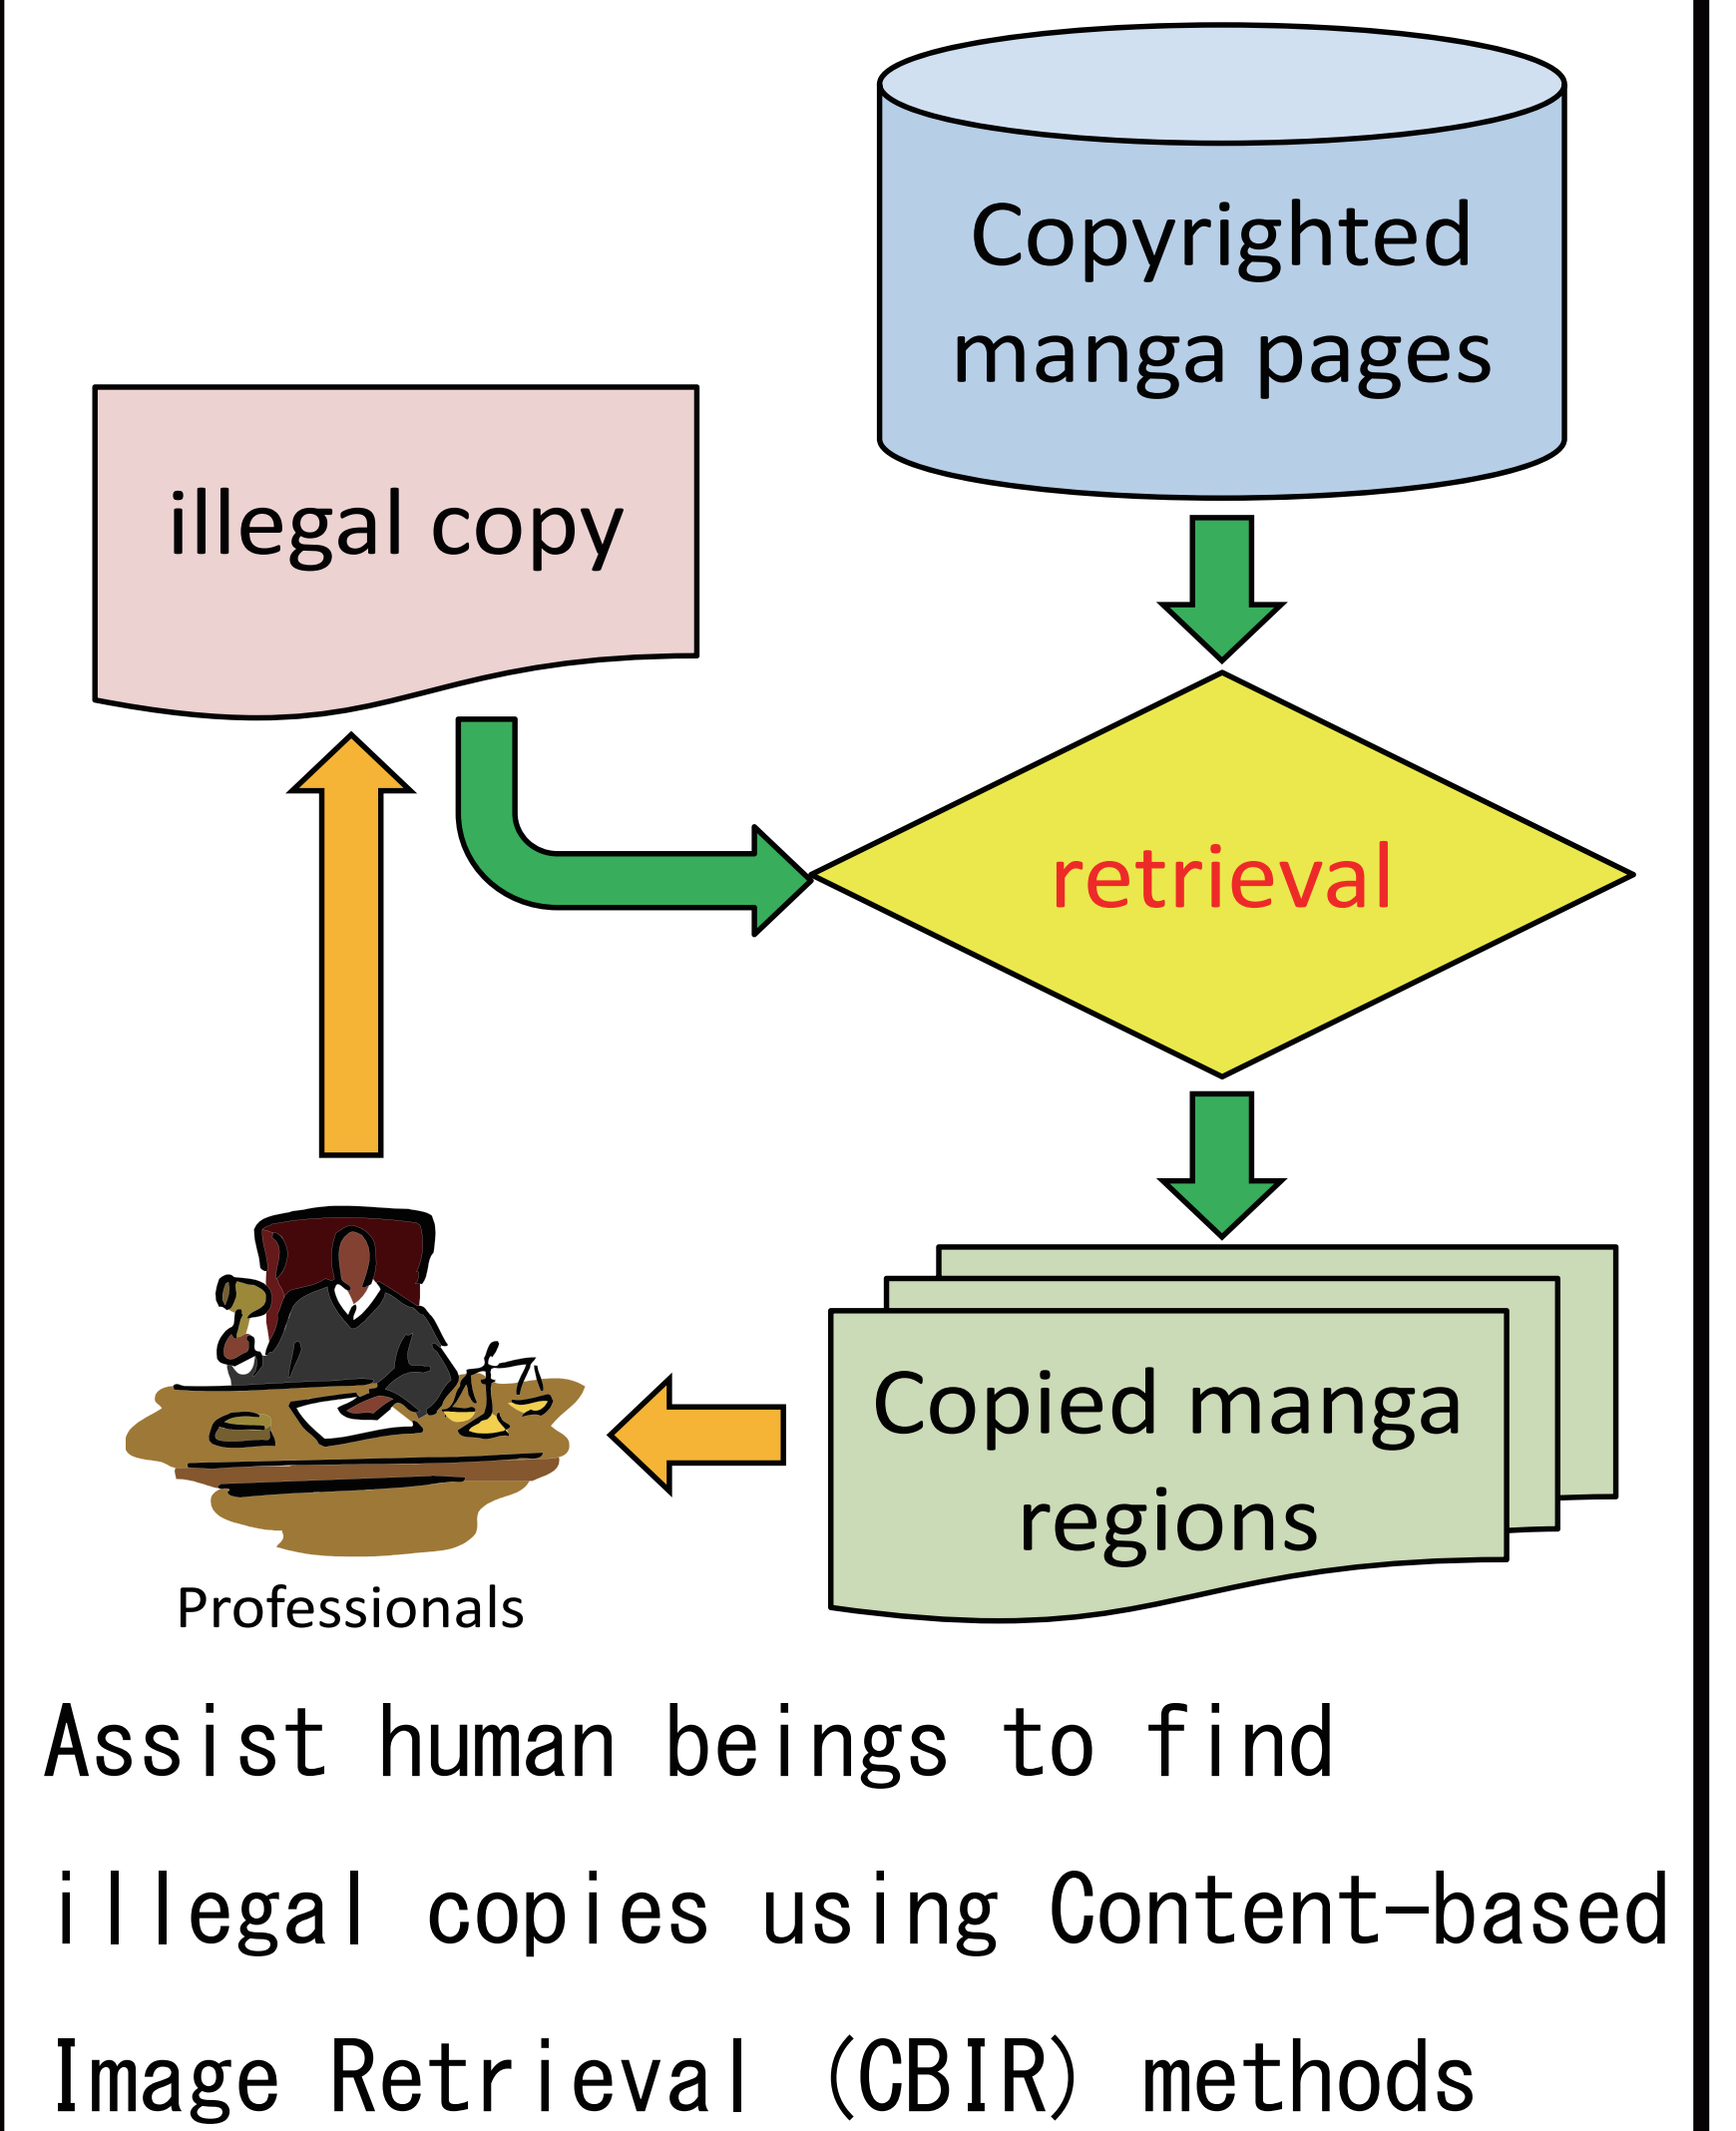 Copyrighted
manga pages
illegal copy
retrieval
Copied manga
regions
Professionals
Assist human beings to find
illegal copies using Content-based
Image Retrieval (CBIR) methods